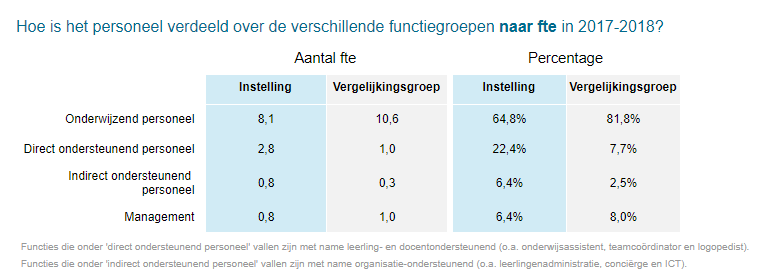 Hoe is het personeel verdeeld over de verschillende functiegroepen naar fte in 2017-2018?
Aantal fte Percentage
Instelling Vergelijkingsgroep Instelling Vergelijkingsgroep
Onderwijzend personeel 8,1 10,6 64,8% 81,8%
Direct ondersteunend personeel 2,8 1,0 22,4% 7,7%
Indirect ondersteunend
personeel 0,8 0,3 6,4% 2,5%
Management 0,8 1,0 6,4% 8,0%
Functies die onder 'direct ondersteunend personeel' vallen zijn met name leerling- en docentondersteunend (o.a. onderwijsassistent, teamcoördinator en logopedist).
Functies die onder 'indirect ondersteunend personeel' vallen zijn met name organisatie-ondersteunend (o.a. leerlingenadministratie, conciërge en ICT).